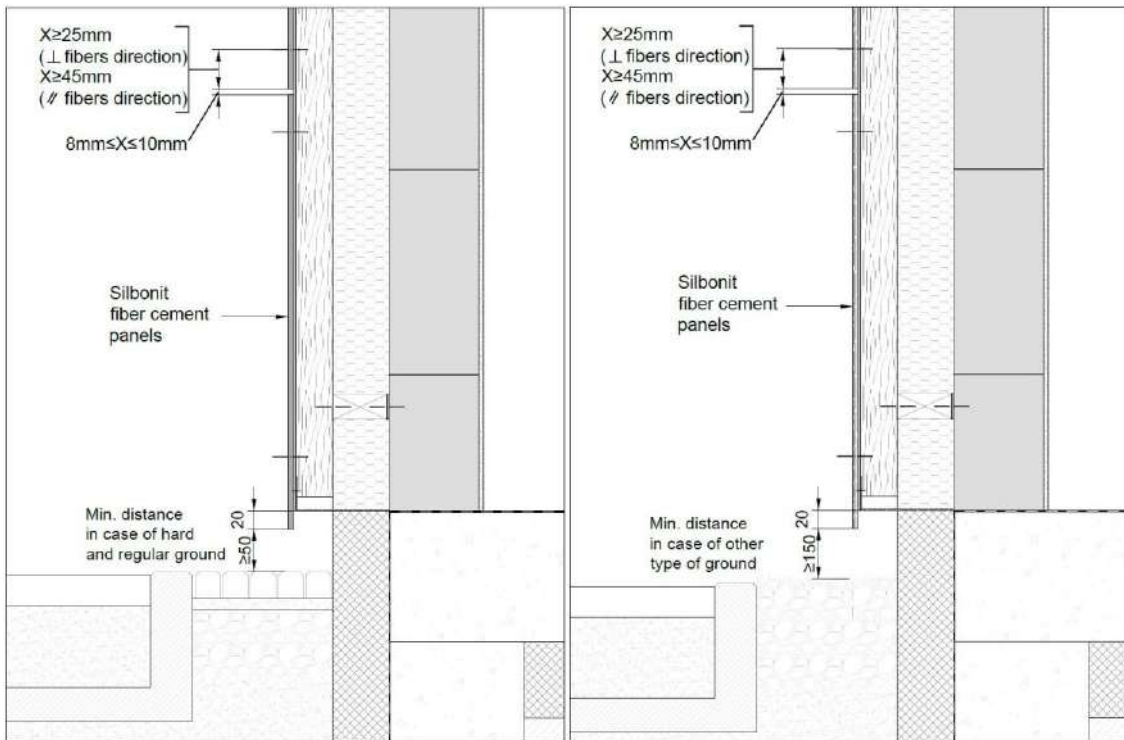 X≥25mm
(⊥ fibers direction)
X≥45mm
(⫽ fibers direction)
8mm≤X≤10mm
Silbonit
fiber cement
panels
Min. distance
in case of hard
and regular ground
20
≥50
X≥25mm
(⊥ fibers direction)
X≥45mm
(⫽ fibers direction)
8mm≤X≤10mm
Silbonit
fiber cement
panels
Min. distance
in case of other
type of ground
20
≥150